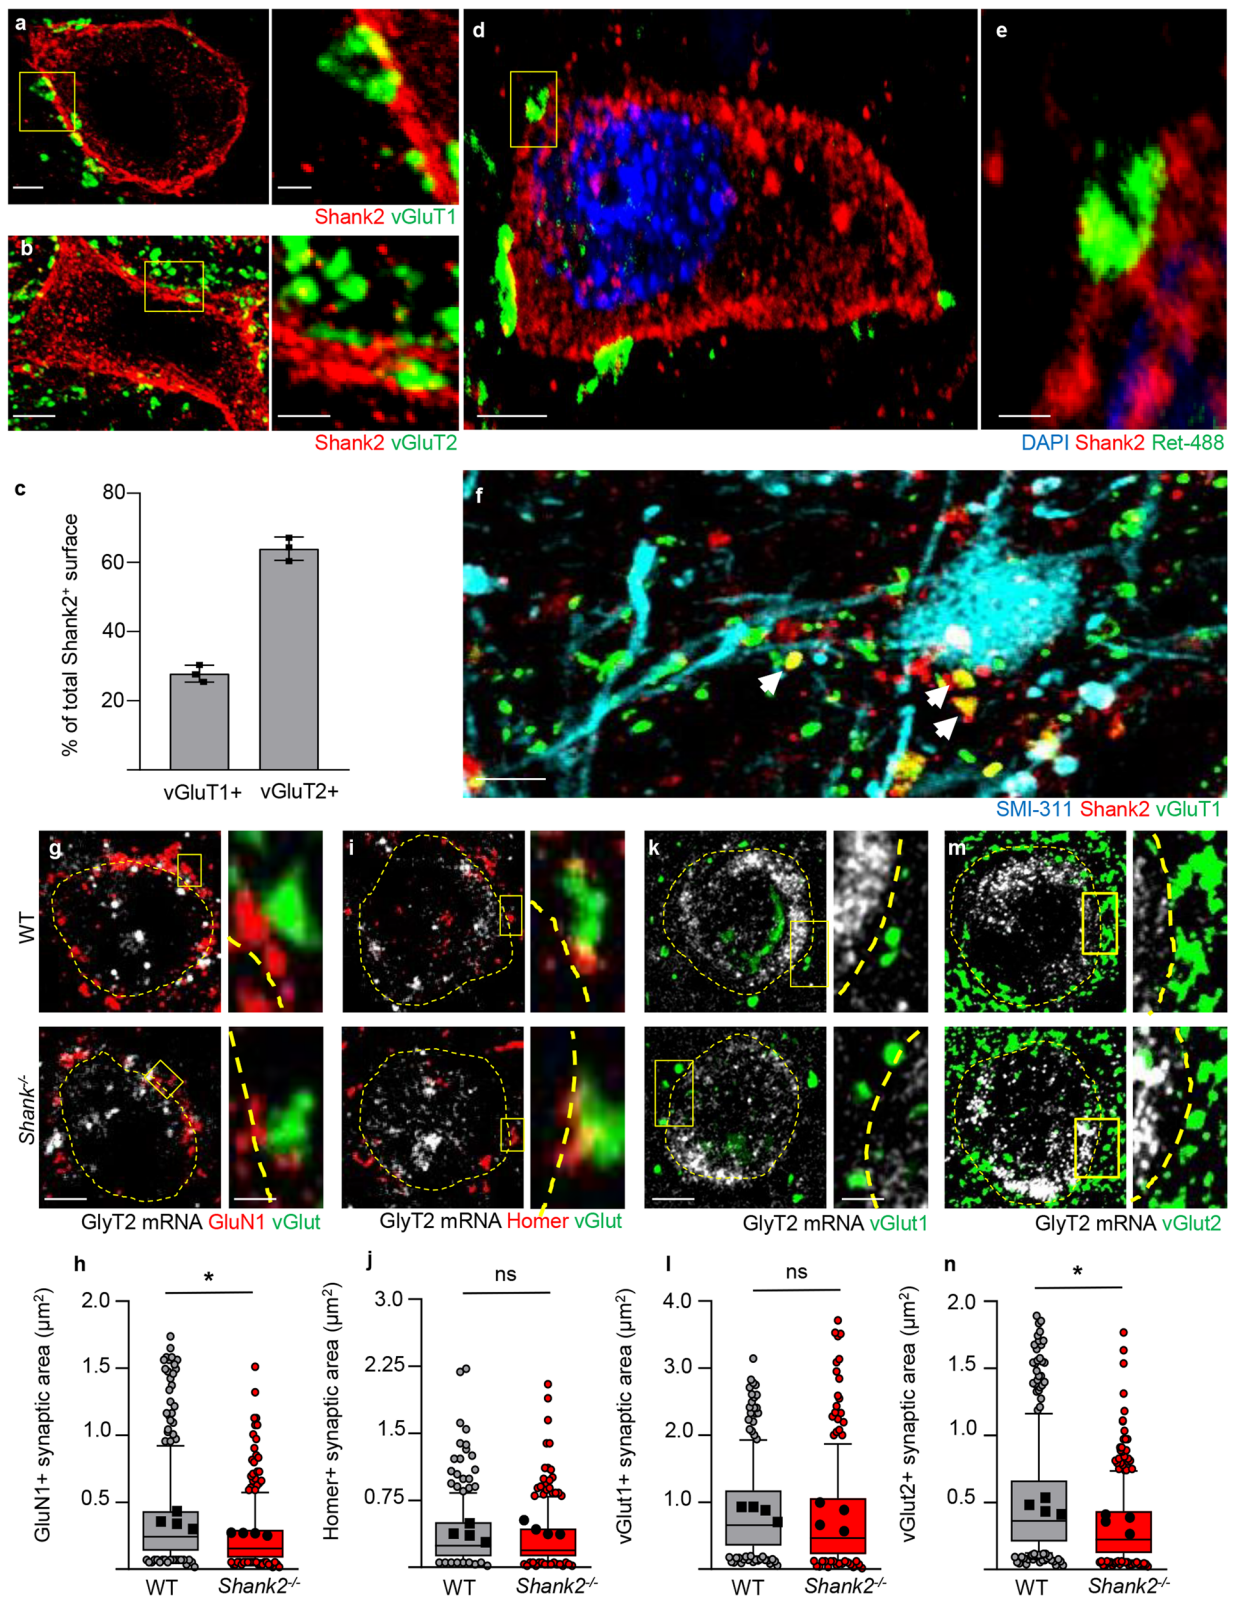 a
d
e
Shank2 vGluT1
b
Shank2 vGluT2
DAPI Shank2 Ret-488
c
% of total Shank2⁺ surface
80
60
40
20
vGluT1+ vGluT2+
f
SMI-311 Shank2 vGluT1
g
i
k
m
WT
Shank-/-
GlyT2 mRNA GluN1 vGlut
GlyT2 mRNA Homer vGlut
GlyT2 mRNA vGlut1
GlyT2 mRNA vGlut2
h
GluN1+ synaptic area (µm²)
2.0
1.5
1.0
0.5
*
WT Shank2-/-
j
Homer+ synaptic area (µm²)
3.0
2.25
1.5
0.75
ns
WT Shank2-/-
l
vGlut1+ synaptic area (µm²)
4.0
3.0
2.0
1.0
ns
WT Shank2-/-
n
vGlut2+ synaptic area (µm²)
2.0
1.5
1.0
0.5
*
WT Shank2-/-